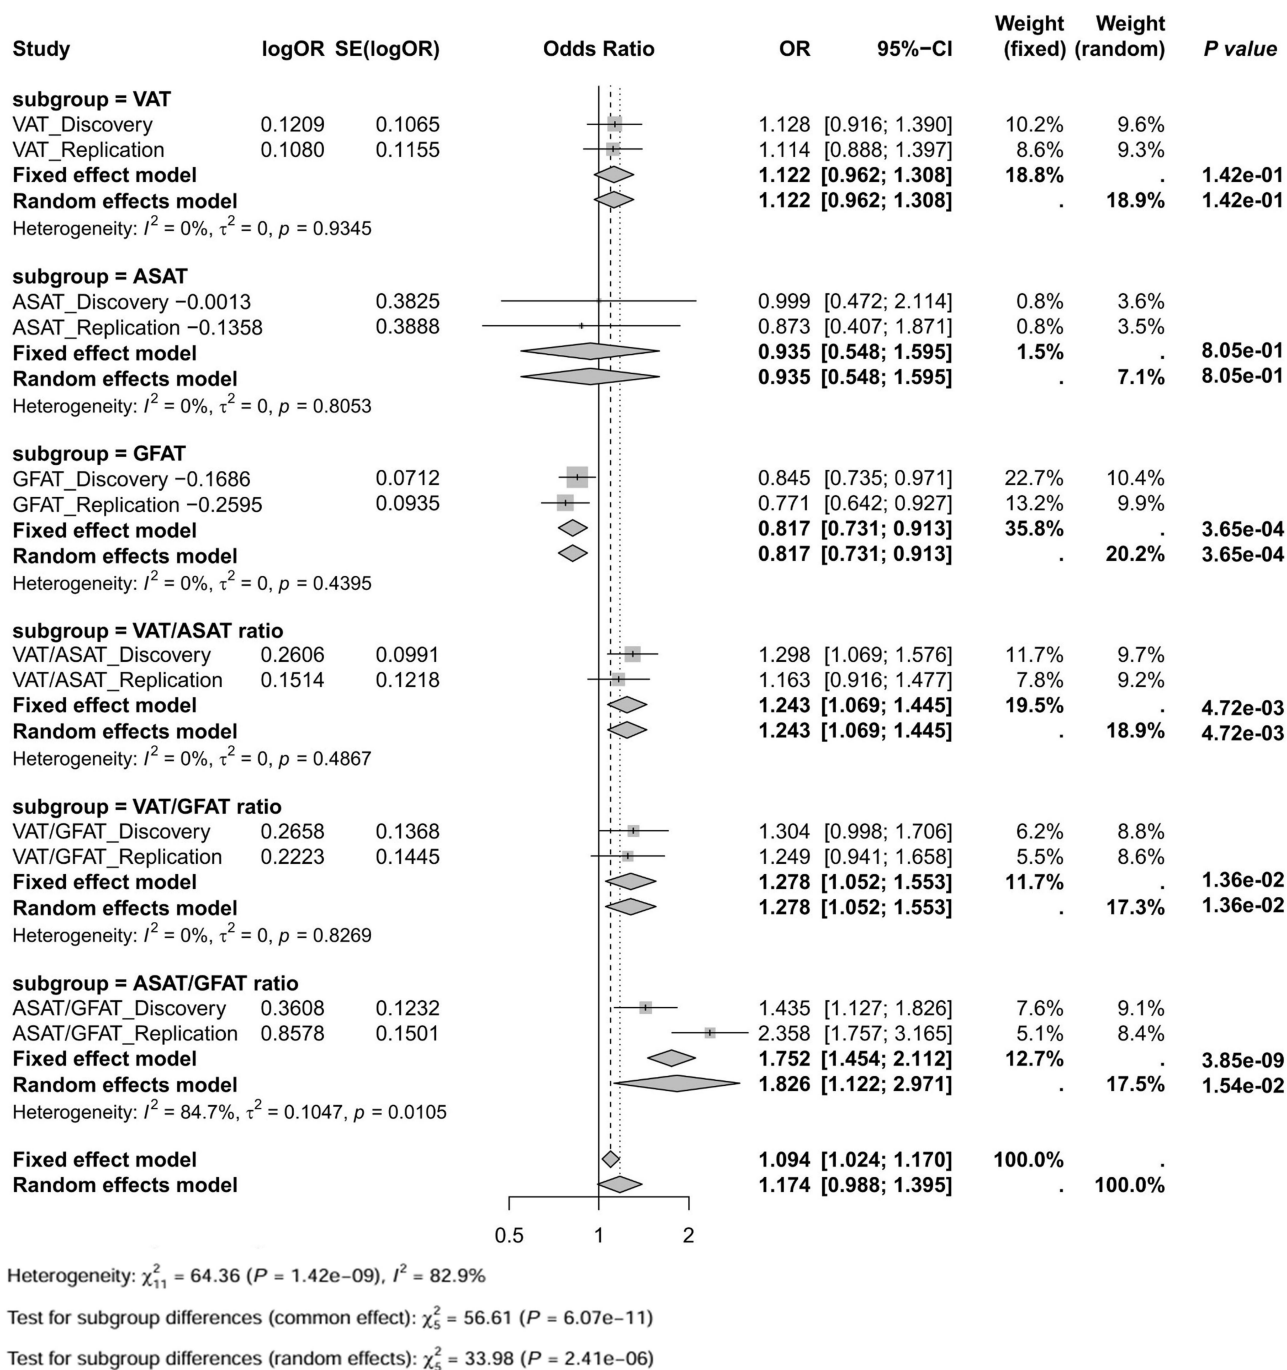 Weight Weight
Study logOR SE(logOR) Odds Ratio OR 95%−CI (fixed) (random) P value
subgroup = VAT
VAT_Discovery 0.1209 0.1065 1.128 [0.916; 1.390] 10.2% 9.6%
VAT_Replication 0.1080 0.1155 1.114 [0.888; 1.397] 8.6% 9.3%
Fixed effect model 1.122 [0.962; 1.308] 18.8% . 1.42e-01
Random effects model 1.122 [0.962; 1.308] . 18.9% 1.42e-01
Heterogeneity: I² = 0%, τ² = 0, p = 0.9345
subgroup = ASAT
ASAT_Discovery −0.0013 0.3825 0.999 [0.472; 2.114] 0.8% 3.6%
ASAT_Replication −0.1358 0.3888 0.873 [0.407; 1.871] 0.8% 3.5%
Fixed effect model 0.935 [0.548; 1.595] 1.5% . 8.05e-01
Random effects model 0.935 [0.548; 1.595] . 7.1% 8.05e-01
Heterogeneity: I² = 0%, τ² = 0, p = 0.8053
subgroup = GFAT
GFAT_Discovery −0.1686 0.0712 0.845 [0.735; 0.971] 22.7% 10.4%
GFAT_Replication −0.2595 0.0935 0.771 [0.642; 0.927] 13.2% 9.9%
Fixed effect model 0.817 [0.731; 0.913] 35.8% . 3.65e-04
Random effects model 0.817 [0.731; 0.913] . 20.2% 3.65e-04
Heterogeneity: I² = 0%, τ² = 0, p = 0.4395
subgroup = VAT/ASAT ratio
VAT/ASAT_Discovery 0.2606 0.0991 1.298 [1.069; 1.576] 11.7% 9.7%
VAT/ASAT_Replication 0.1514 0.1218 1.163 [0.916; 1.477] 7.8% 9.2%
Fixed effect model 1.243 [1.069; 1.445] 19.5% . 4.72e-03
Random effects model 1.243 [1.069; 1.445] . 18.9% 4.72e-03
Heterogeneity: I² = 0%, τ² = 0, p = 0.4867
subgroup = VAT/GFAT ratio
VAT/GFAT_Discovery 0.2658 0.1368 1.304 [0.998; 1.706] 6.2% 8.8%
VAT/GFAT_Replication 0.2223 0.1445 1.249 [0.941; 1.658] 5.5% 8.6%
Fixed effect model 1.278 [1.052; 1.553] 11.7% . 1.36e-02
Random effects model 1.278 [1.052; 1.553] . 17.3% 1.36e-02
Heterogeneity: I² = 0%, τ² = 0, p = 0.8269
subgroup = ASAT/GFAT ratio
ASAT/GFAT_Discovery 0.3608 0.1232 1.435 [1.127; 1.826] 7.6% 9.1%
ASAT/GFAT_Replication 0.8578 0.1501 2.358 [1.757; 3.165] 5.1% 8.4%
Fixed effect model 1.752 [1.454; 2.112] 12.7% . 3.85e-09
Random effects model 1.826 [1.122; 2.971] . 17.5% 1.54e-02
Heterogeneity: I² = 84.7%, τ² = 0.1047, p = 0.0105
Fixed effect model 1.094 [1.024; 1.170] 100.0% .
Random effects model 1.174 [0.988; 1.395] . 100.0%
0.5 1 2
Heterogeneity: χ²₁₁ = 64.36 (P = 1.42e−09), I² = 82.9%
Test for subgroup differences (common effect): χ²₅ = 56.61 (P = 6.07e−11)
Test for subgroup differences (random effects): χ²₅ = 33.98 (P = 2.41e−06)